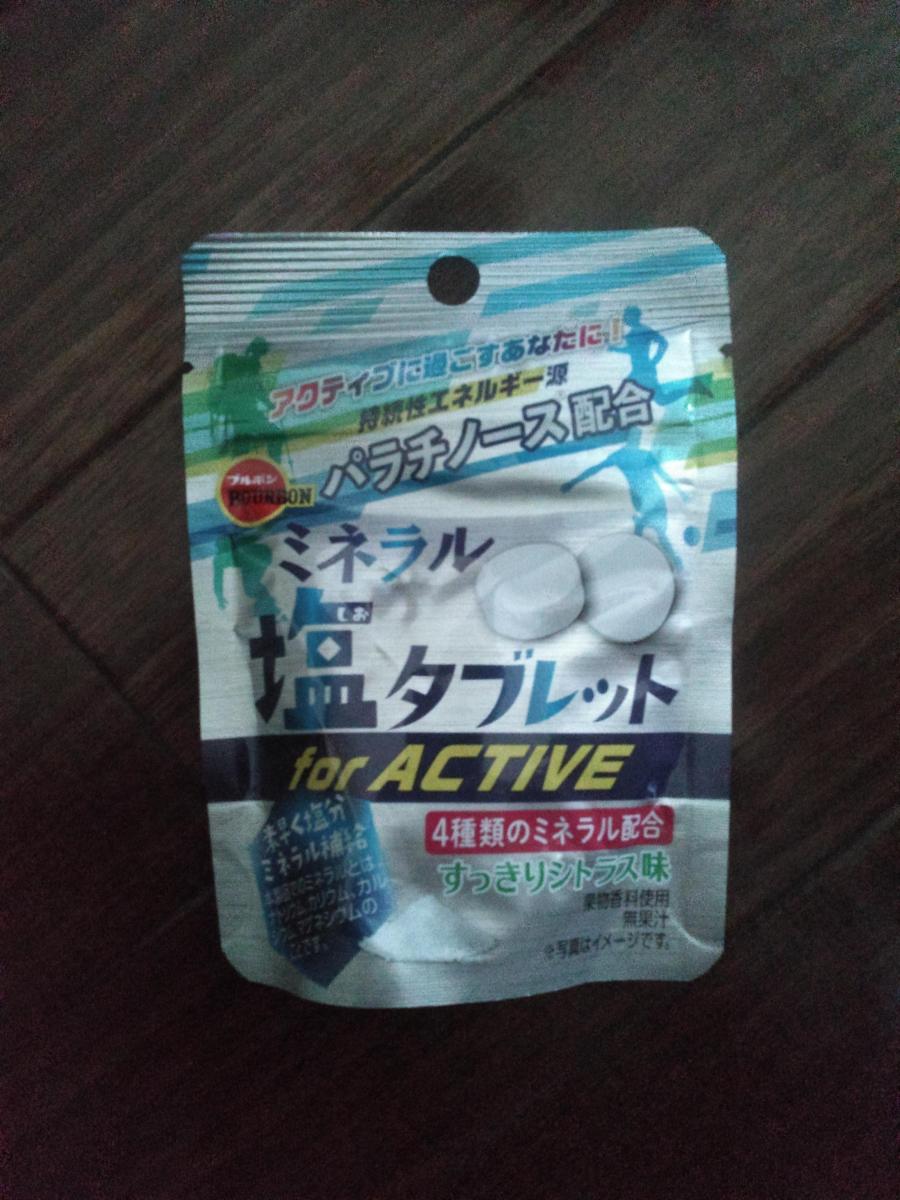 アクティブに過ごすあなたに!
持続性エネルギー源
パラチノース®配合
ブルボン
BOURBON
ミネラル
しお
塩タブレット
for ACTIVE
素早く塩分
ミネラル補給
4種類のミネラル配合
すっきりシトラス味
果物香料使用
無果汁
※写真はイメージです。